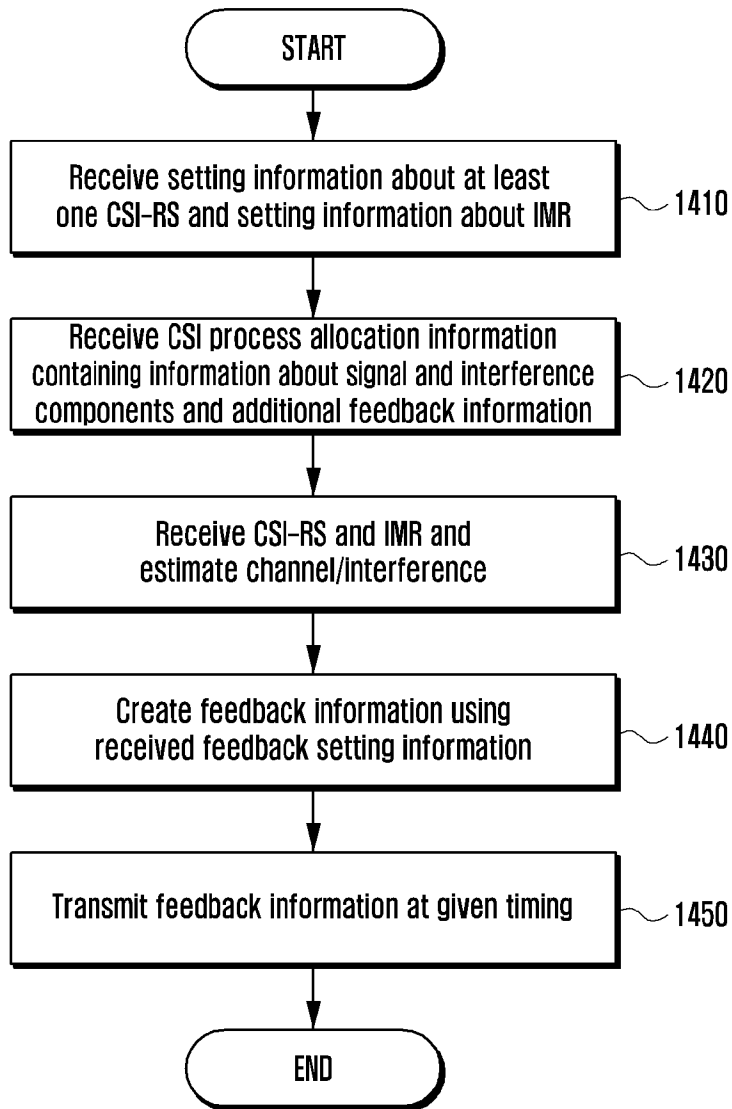 START
Receive setting information about at least
one CSI-RS and setting information about IMR
1410
Receive CSI process allocation information
containing information about signal and interference
components and additional feedback information
1420
Receive CSI-RS and IMR and
estimate channel/interference
1430
Create feedback information using
received feedback setting information
1440
Transmit feedback information at given timing
1450
END